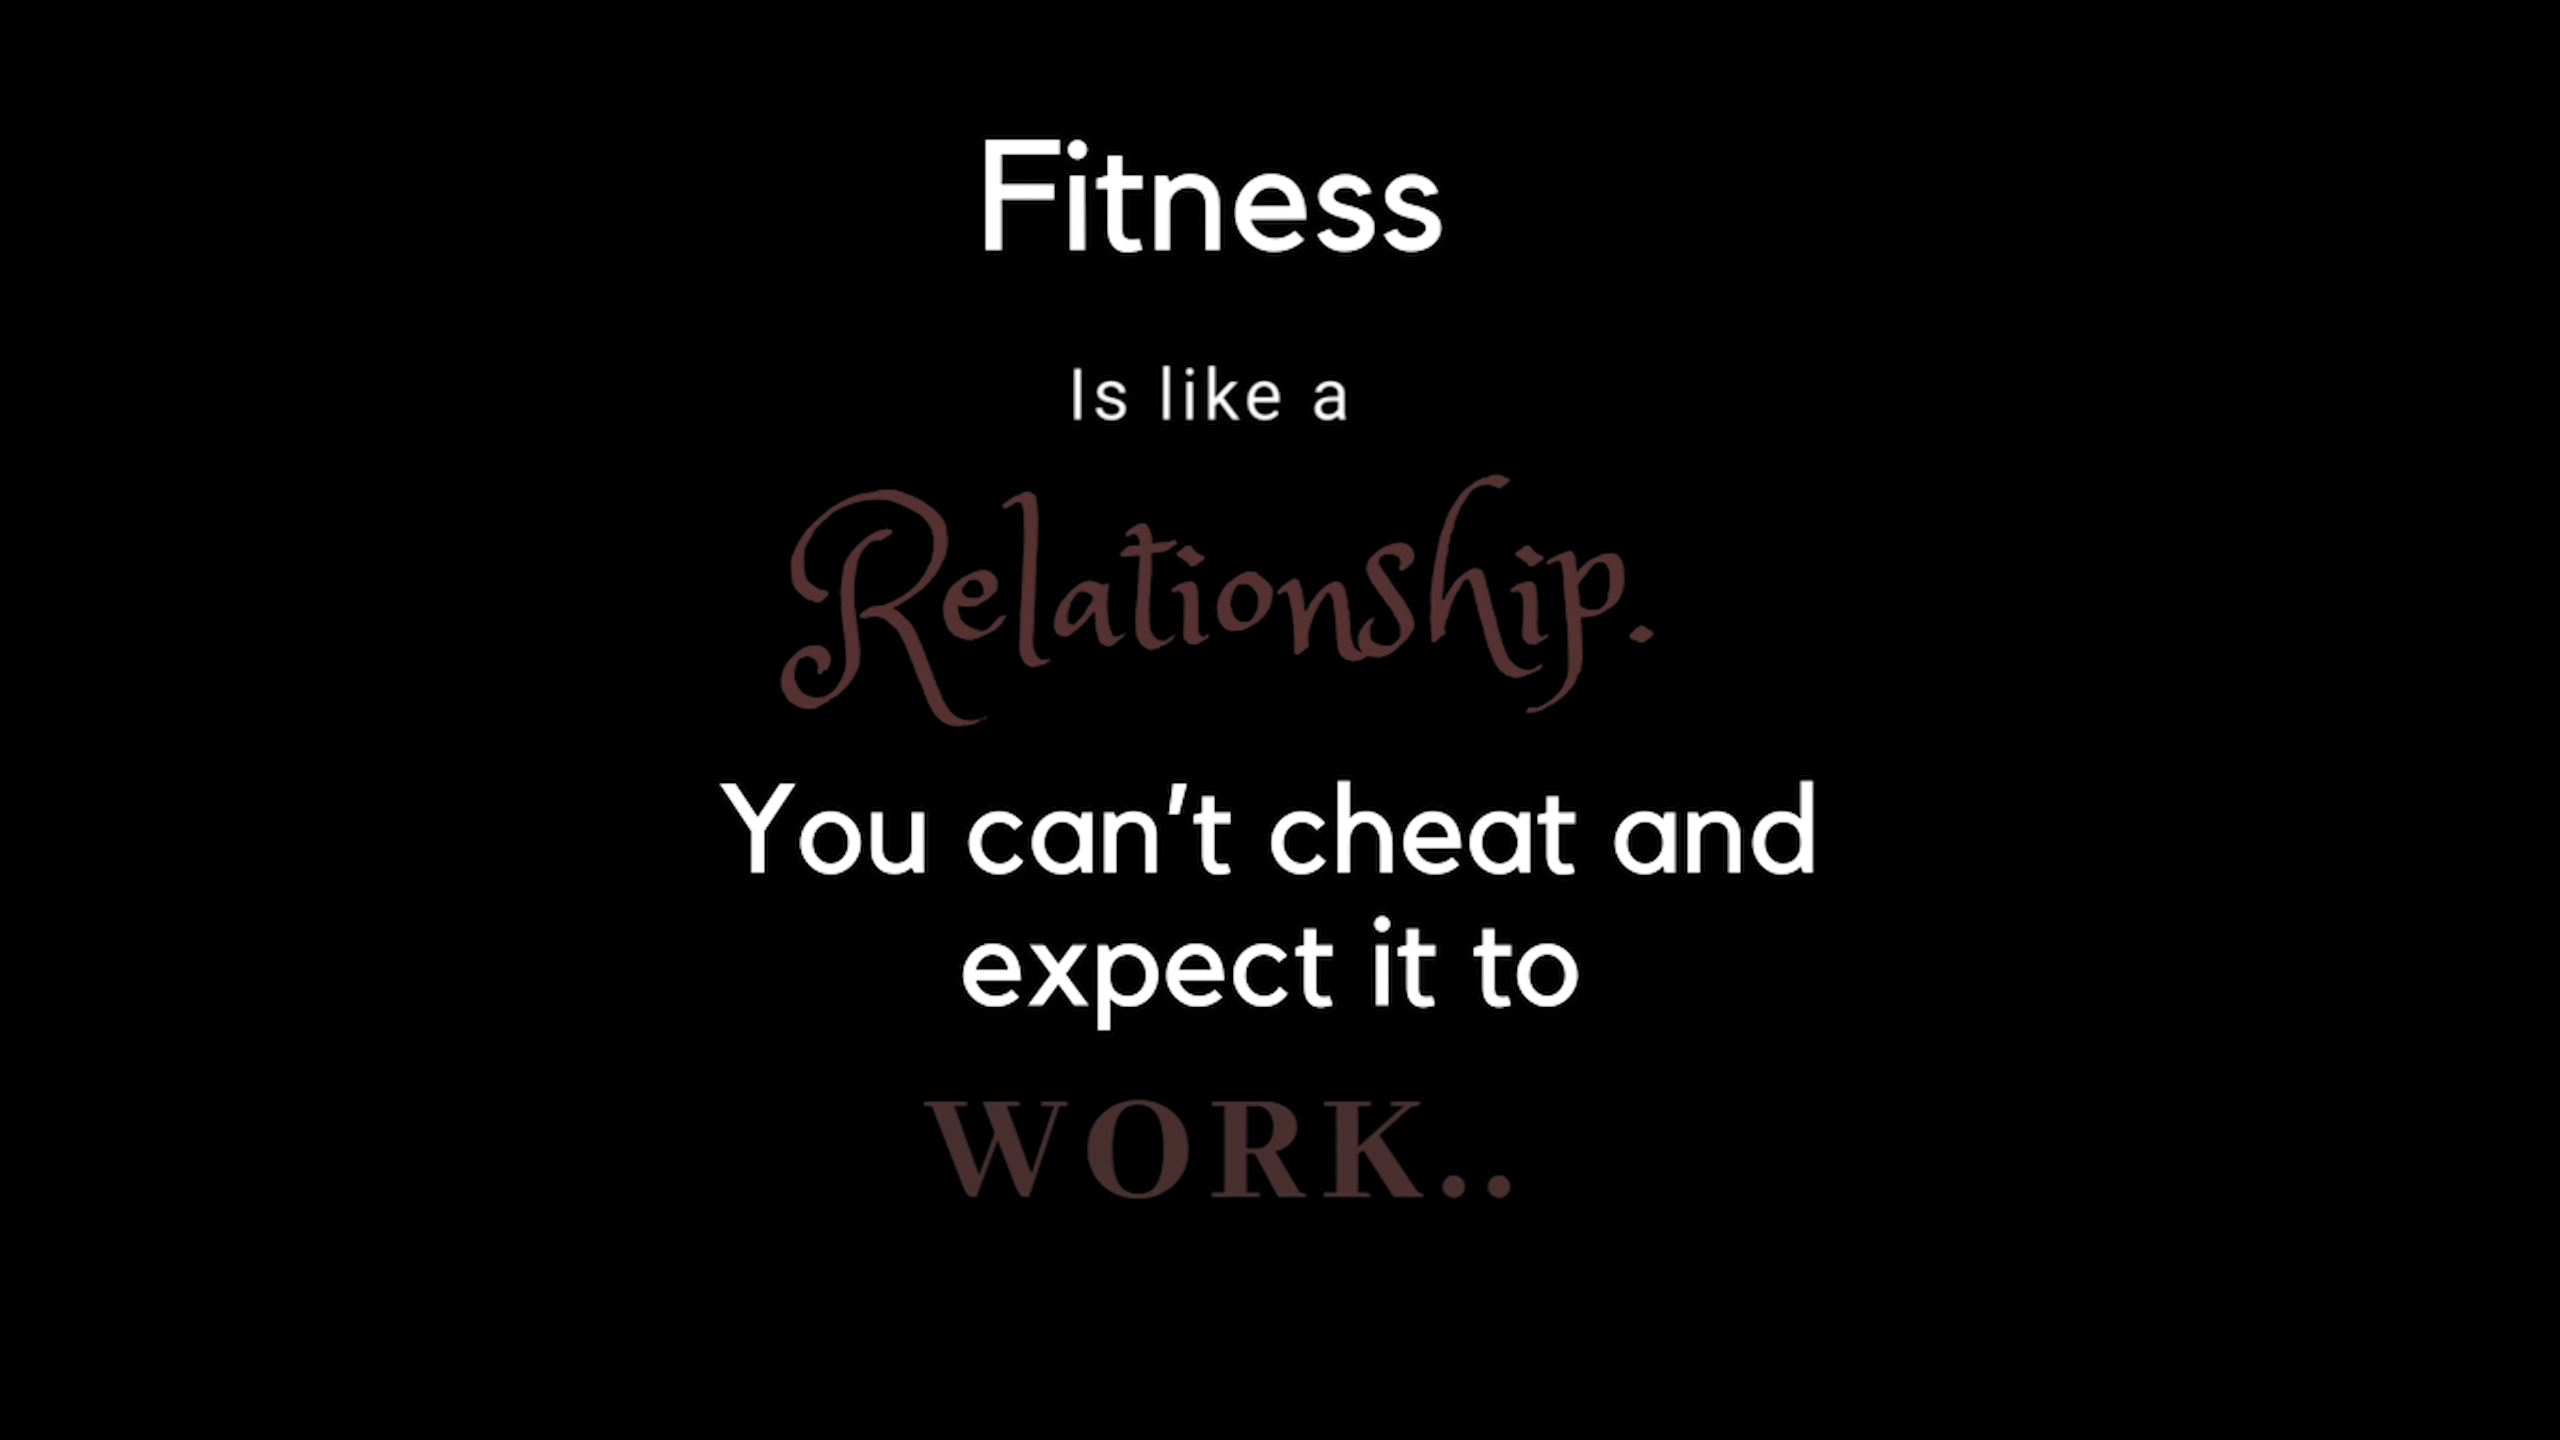 Fitness
Is like a
Relationship.
You can't cheat and
expect it to
WORK..